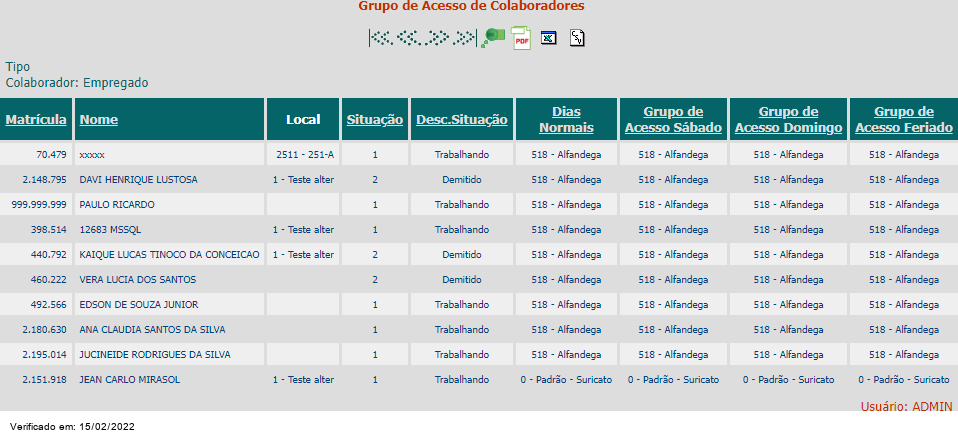 Grupo de Acesso de Colaboradores
PDF
Tipo
Colaborador: Empregado
Matrícula Nome Local Situação Desc.Situação Dias Normais Grupo de Acesso Sábado Grupo de Acesso Domingo Grupo de Acesso Feriado
70.479 xxxxx 2511 - 251-A 1 Trabalhando 518 - Alfandega 518 - Alfandega 518 - Alfandega 518 - Alfandega
2.148.795 DAVI HENRIQUE LUSTOSA 1 - Teste alter 2 Demitido 518 - Alfandega 518 - Alfandega 518 - Alfandega 518 - Alfandega
999.999.999 PAULO RICARDO 1 Trabalhando 518 - Alfandega 518 - Alfandega 518 - Alfandega 518 - Alfandega
398.514 12683 MSSQL 1 - Teste alter 1 Trabalhando 518 - Alfandega 518 - Alfandega 518 - Alfandega 518 - Alfandega
440.792 KAIQUE LUCAS TINOCO DA CONCEICAO 1 - Teste alter 2 Demitido 518 - Alfandega 518 - Alfandega 518 - Alfandega 518 - Alfandega
460.222 VERA LUCIA DOS SANTOS 2 Demitido 518 - Alfandega 518 - Alfandega 518 - Alfandega 518 - Alfandega
492.566 EDSON DE SOUZA JUNIOR 1 Trabalhando 518 - Alfandega 518 - Alfandega 518 - Alfandega 518 - Alfandega
2.180.630 ANA CLAUDIA SANTOS DA SILVA 1 Trabalhando 518 - Alfandega 518 - Alfandega 518 - Alfandega 518 - Alfandega
2.195.014 JUCINEIDE RODRIGUES DA SILVA 1 Trabalhando 518 - Alfandega 518 - Alfandega 518 - Alfandega 518 - Alfandega
2.151.918 JEAN CARLO MIRASOL 1 - Teste alter 1 Trabalhando 0 - Padrão - Suricato 0 - Padrão - Suricato 0 - Padrão - Suricato 0 - Padrão - Suricato
Usuário: ADMIN
Verificado em: 15/02/2022